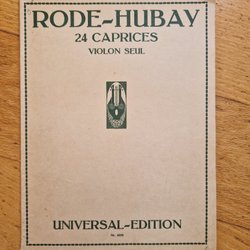 RODE-HUBAY
24 CAPRICES
VIOLON SEUL
UNIVERSAL-EDITION